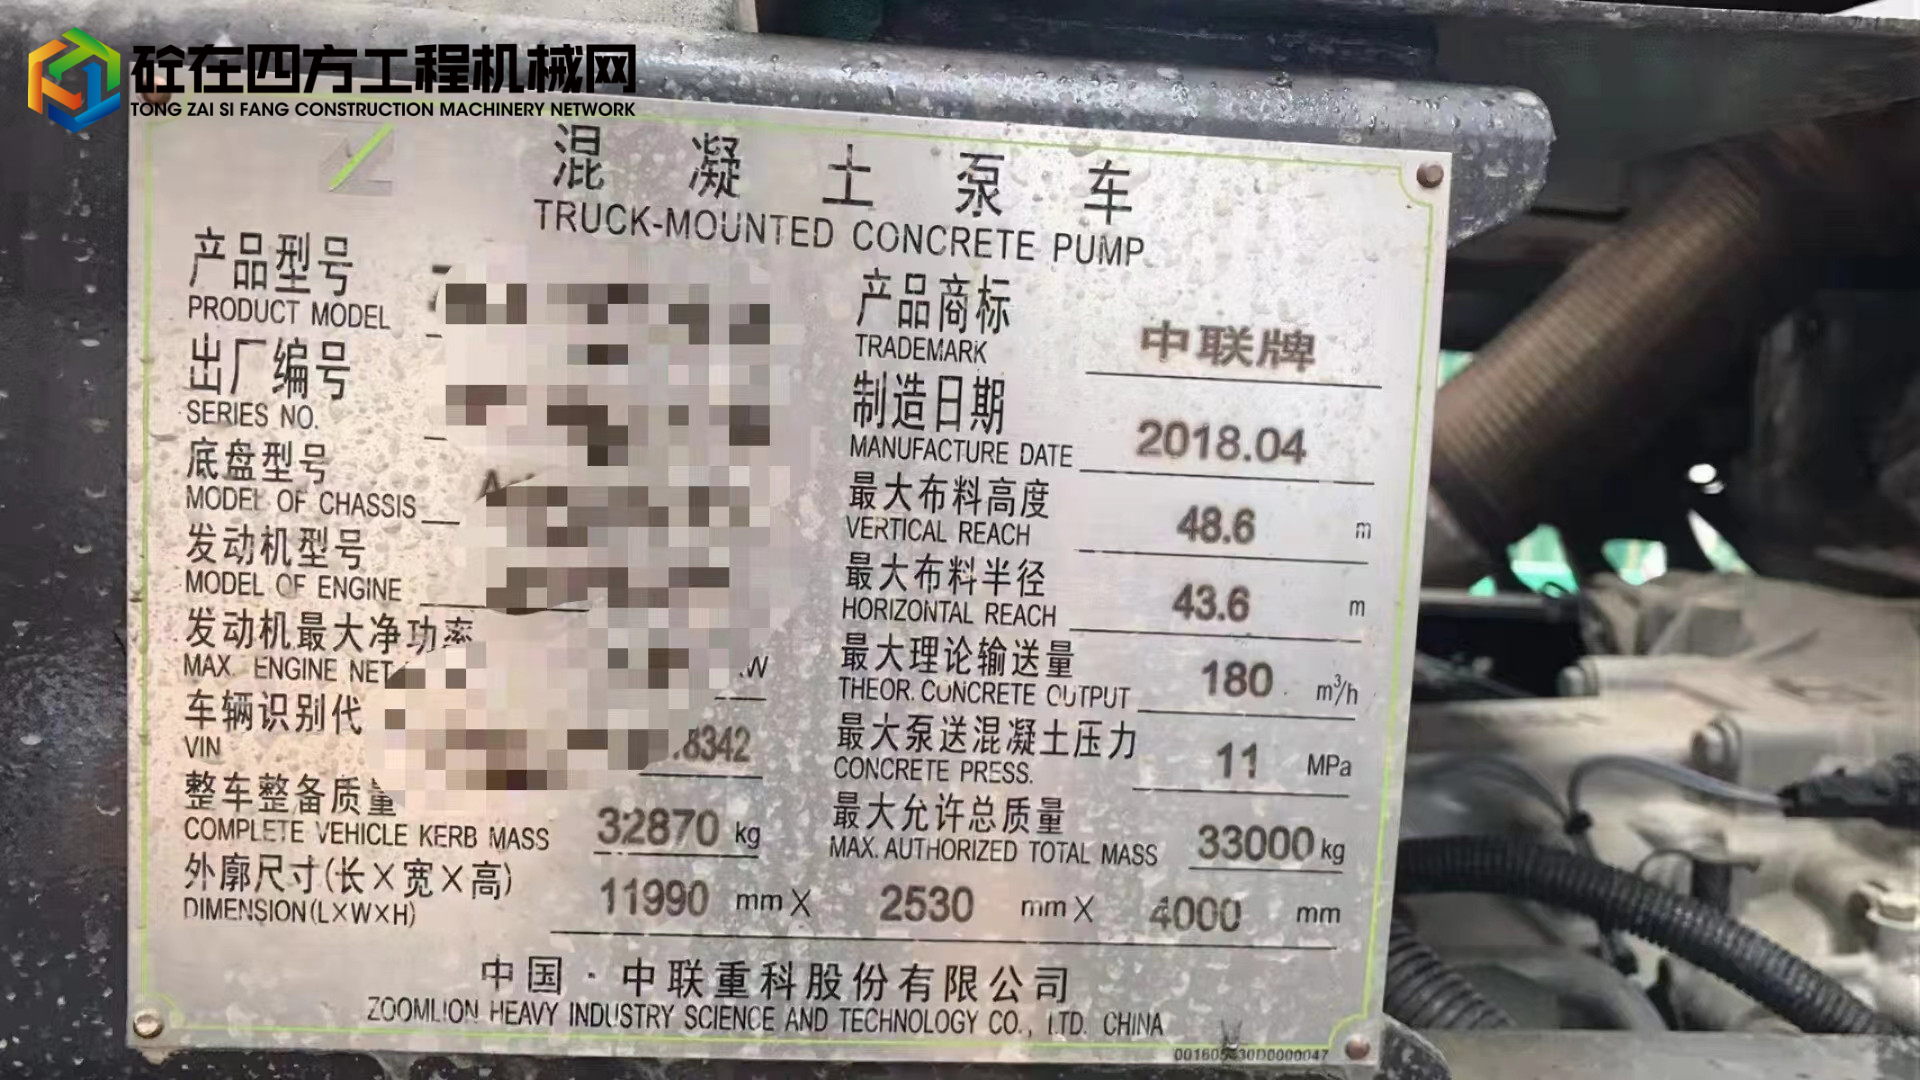 砼在四方工程机械网
TONG ZAI SI FANG CONSTRUCTION MACHINERY NETWORK
混凝土泵车
TRUCK-MOUNTED CONCRETE PUMP
产品型号
PRODUCT MODEL
出厂编号
SERIES NO.
底盘型号
MODEL OF CHASSIS
发动机型号
MODEL OF ENGINE
发动机最大净功率
MAX. ENGINE NET
车辆识别代
VIN 8342
整车整备质量
COMPLETE VEHICLE KERB MASS 32870 kg
产品商标
TRADEMARK 中联牌
制造日期
MANUFACTURE DATE 2018.04
最大布料高度
VERTICAL REACH 48.6 m
最大布料半径
HORIZONTAL REACH 43.6 m
最大理论输送量
THEOR. CONCRETE OUTPUT 180 m³/h
最大泵送混凝土压力
CONCRETE PRESS. 11 MPa
最大允许总质量
MAX. AUTHORIZED TOTAL MASS 33000 kg
外廓尺寸(长×宽×高)
DIMENSION(L×W×H) 11990 mm X 2530 mm X 4000 mm
中国·中联重科股份有限公司
ZOOMLION HEAVY INDUSTRY SCIENCE AND TECHNOLOGY CO., LTD. CHINA